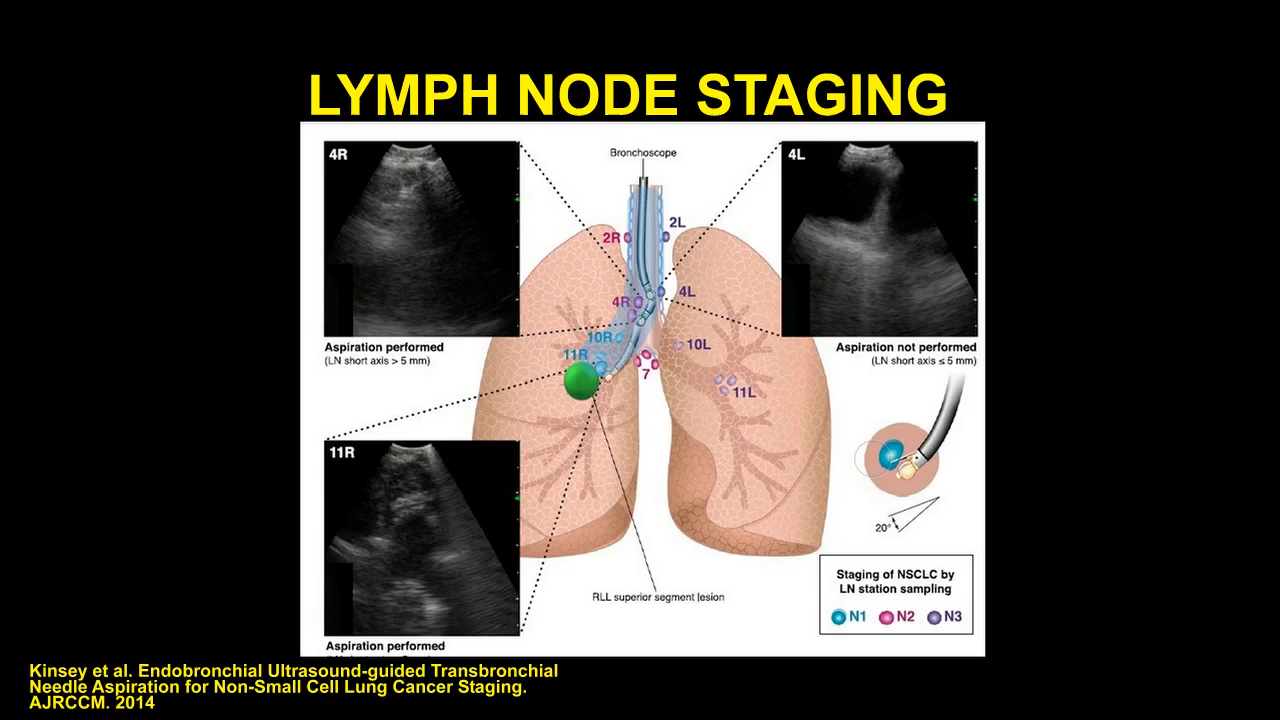 LYMPH NODE STAGING
4R
Bronchoscope
4L
2L
2R
4L
4R
10R
10L
11R
7
11L
Aspiration performed
(LN short axis > 5 mm)
Aspiration not performed
(LN short axis ≤ 5 mm)
11R
20°
Staging of NSCLC by
LN station sampling
N1 N2 N3
RLL superior segment lesion
Aspiration performed
Kinsey et al. Endobronchial Ultrasound-guided Transbronchial
Needle Aspiration for Non-Small Cell Lung Cancer Staging.
AJRCCM. 2014